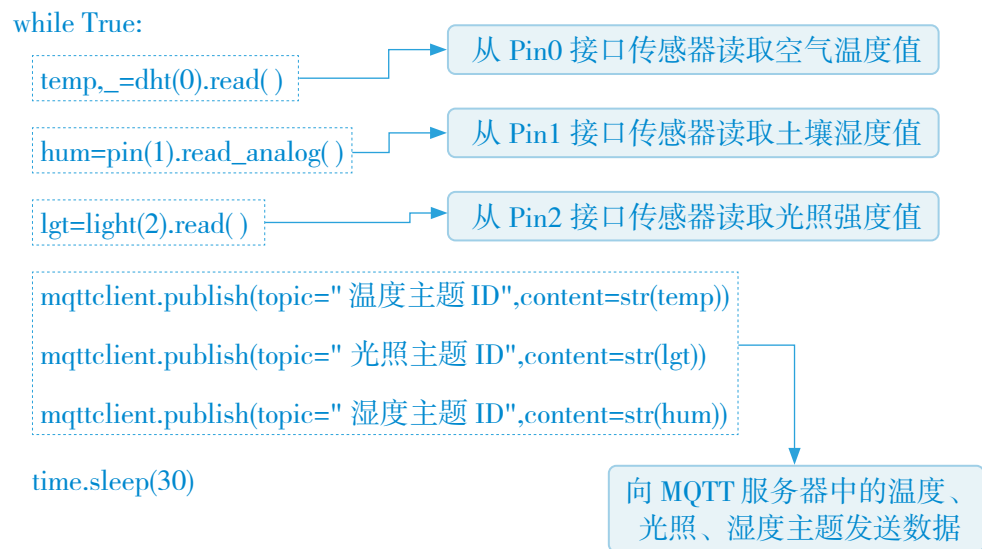 while True:
temp,_=dht(0).read( )
从 Pin0 接口传感器读取空气温度值
hum=pin(1).read_analog( )
从 Pin1 接口传感器读取土壤湿度值
lgt=light(2).read( )
从 Pin2 接口传感器读取光照强度值
mqttclient.publish(topic=" 温度主题 ID",content=str(temp))
mqttclient.publish(topic=" 光照主题 ID",content=str(lgt))
mqttclient.publish(topic=" 湿度主题 ID",content=str(hum))
time.sleep(30)
向 MQTT 服务器中的温度、
光照、湿度主题发送数据